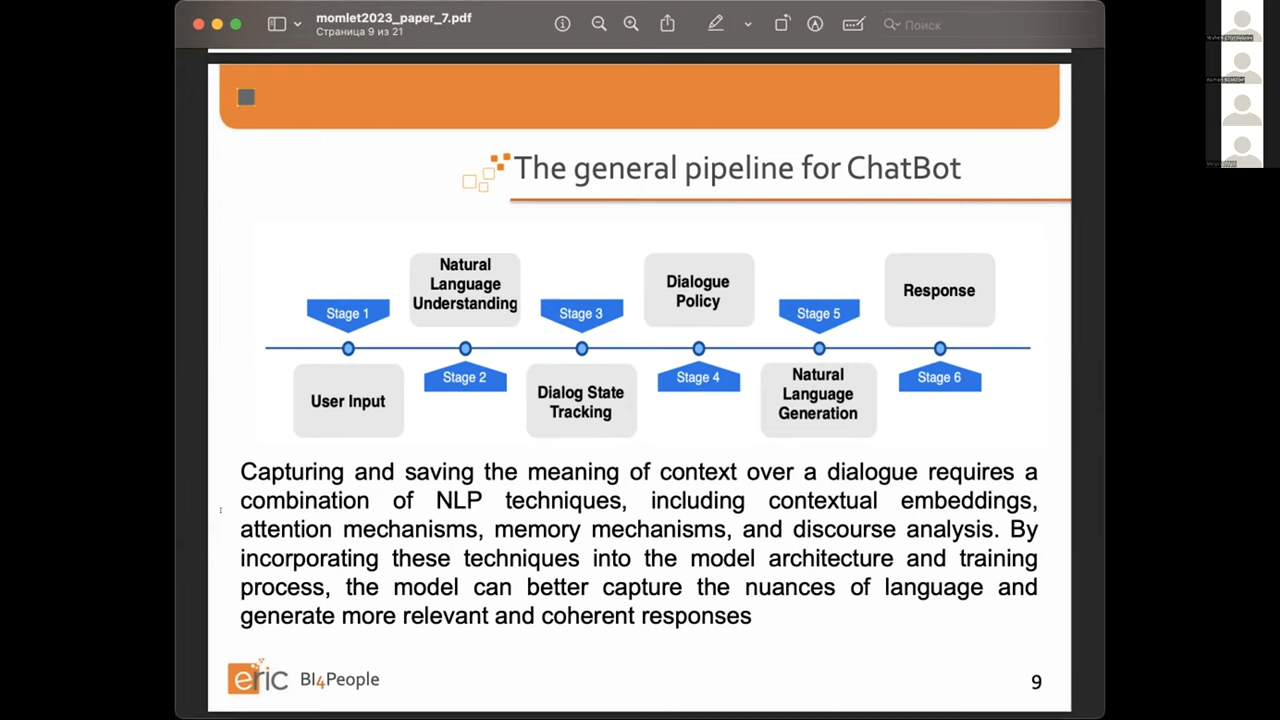 momlet2023_paper_7.pdf
Страница 9 из 21
Поиск
The general pipeline for ChatBot
Natural
Language
Understanding
Dialogue
Policy
Response
Stage 1
Stage 3
Stage 5
Stage 2
Stage 4
Stage 6
User Input
Dialog State
Tracking
Natural
Language
Generation
Capturing and saving the meaning of context over a dialogue requires a
combination of NLP techniques, including contextual embeddings,
attention mechanisms, memory mechanisms, and discourse analysis. By
incorporating these techniques into the model architecture and training
process, the model can better capture the nuances of language and
generate more relevant and coherent responses
eric BI4People
9